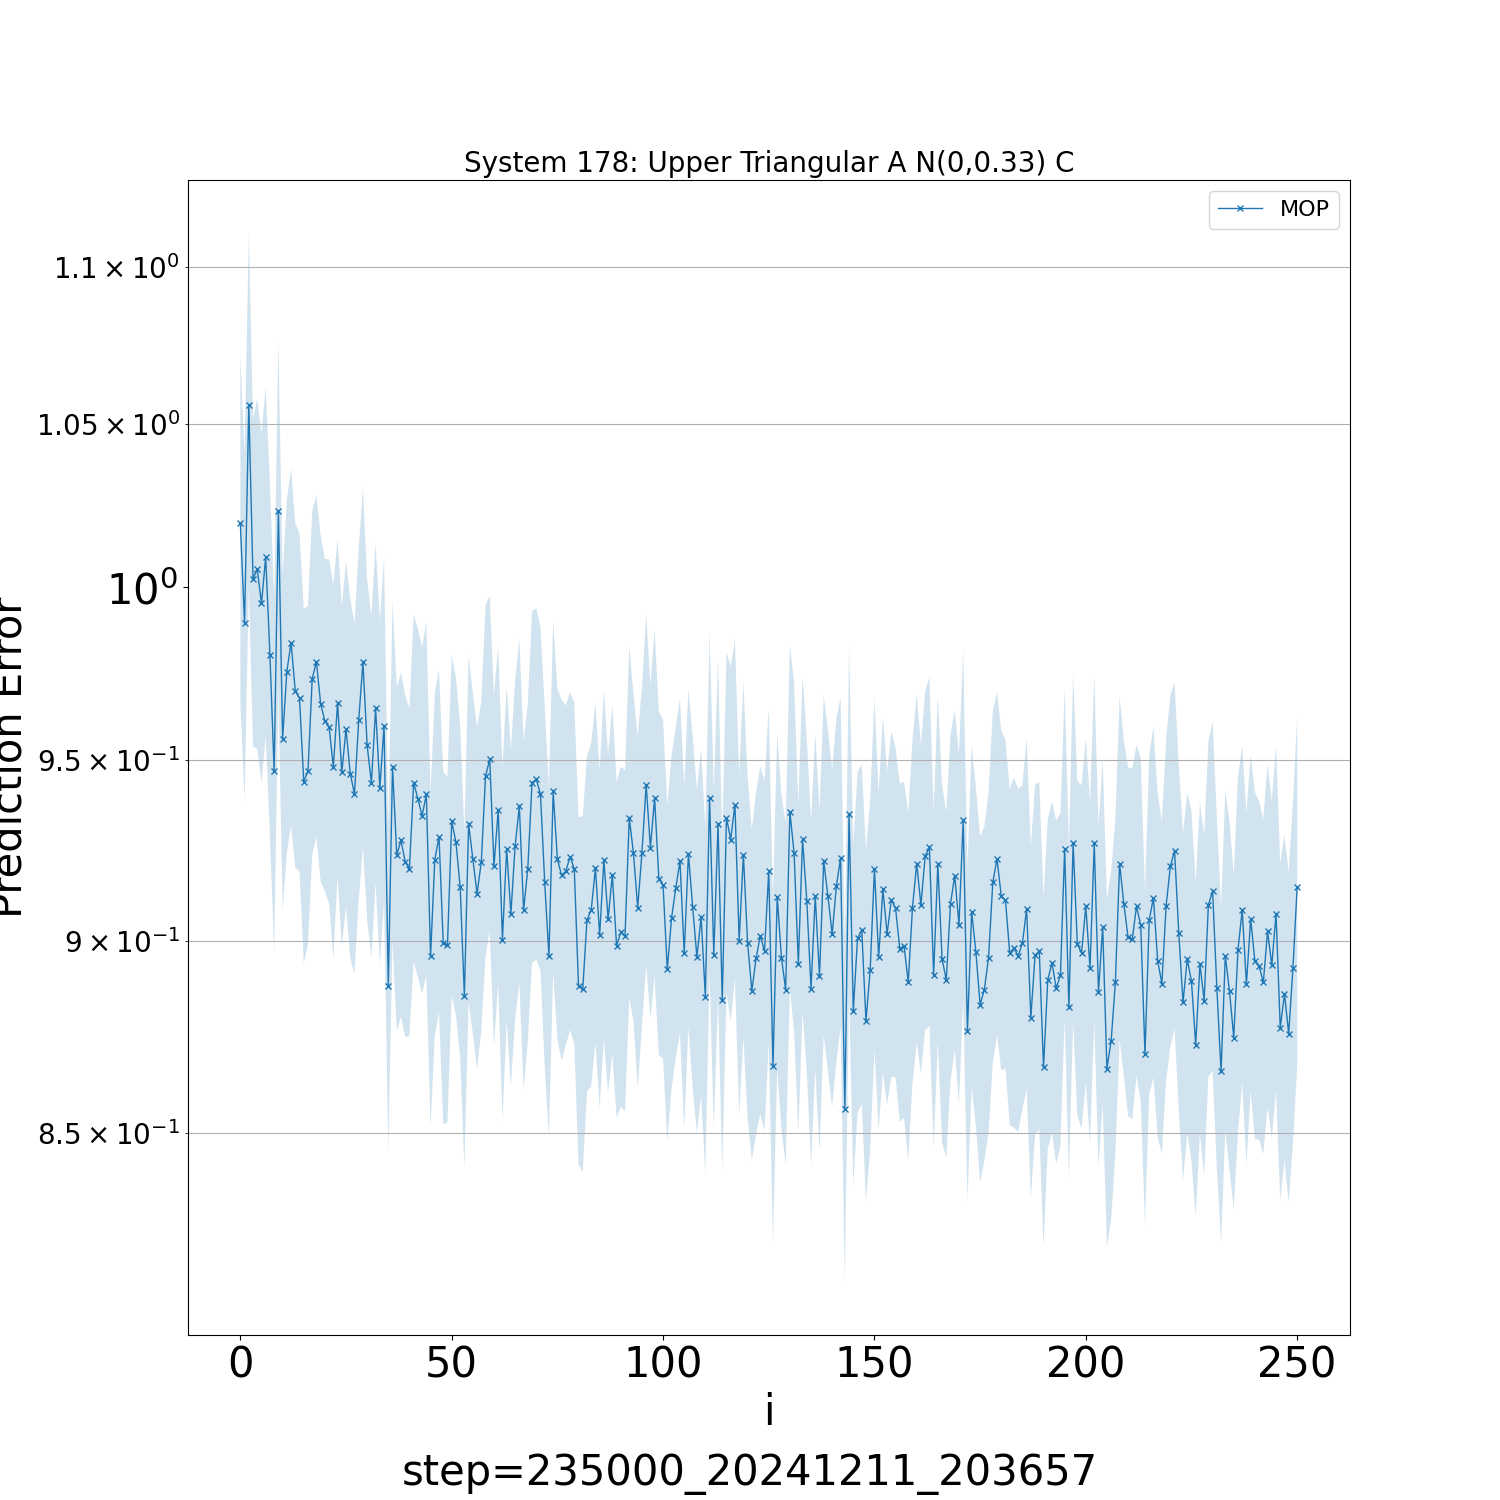 System 178: Upper Triangular A N(0,0.33) C
MOP
1.1 × 10⁰
1.05 × 10⁰
10⁰
9.5 × 10⁻¹
9 × 10⁻¹
8.5 × 10⁻¹
Prediction Error
0 50 100 150 200 250
i
step=235000_20241211_203657